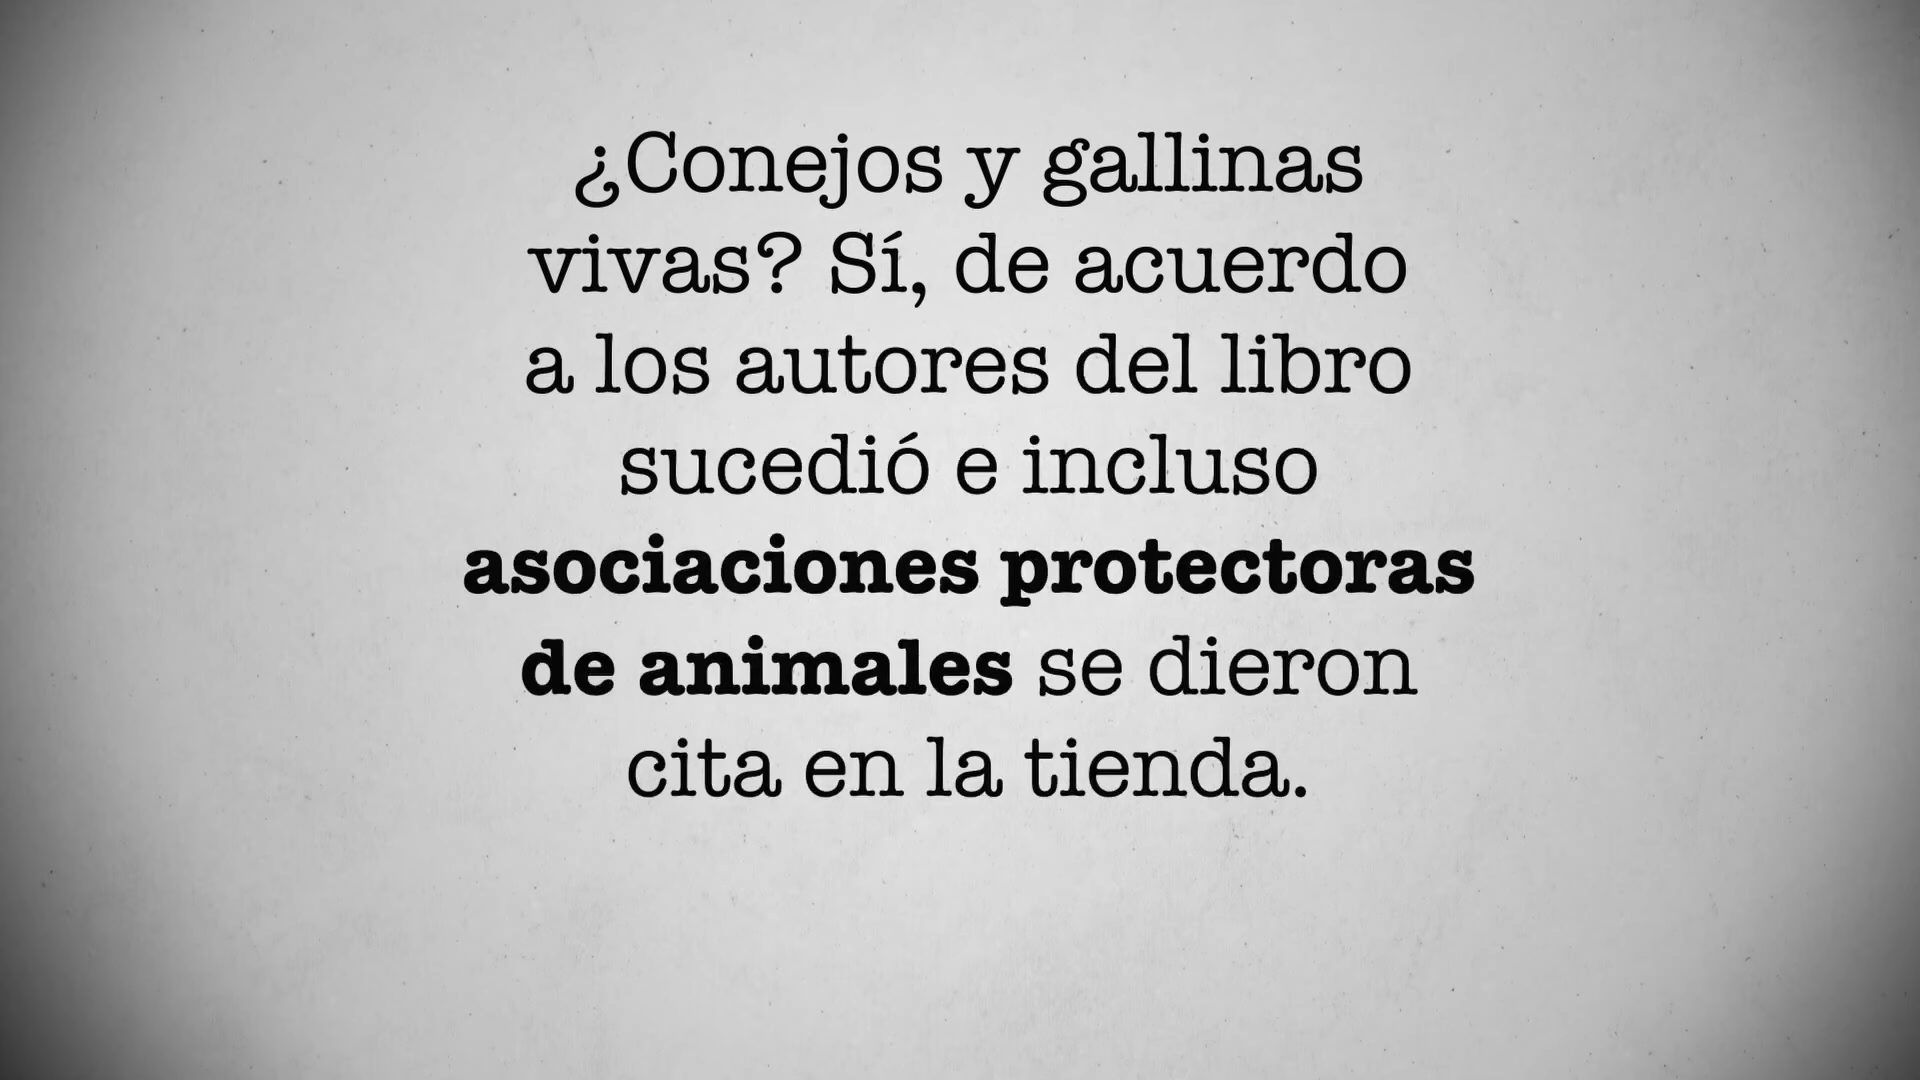 ¿Conejos y gallinas
vivas? Sí, de acuerdo
a los autores del libro
sucedió e incluso
asociaciones protectoras
de animales se dieron
cita en la tienda.